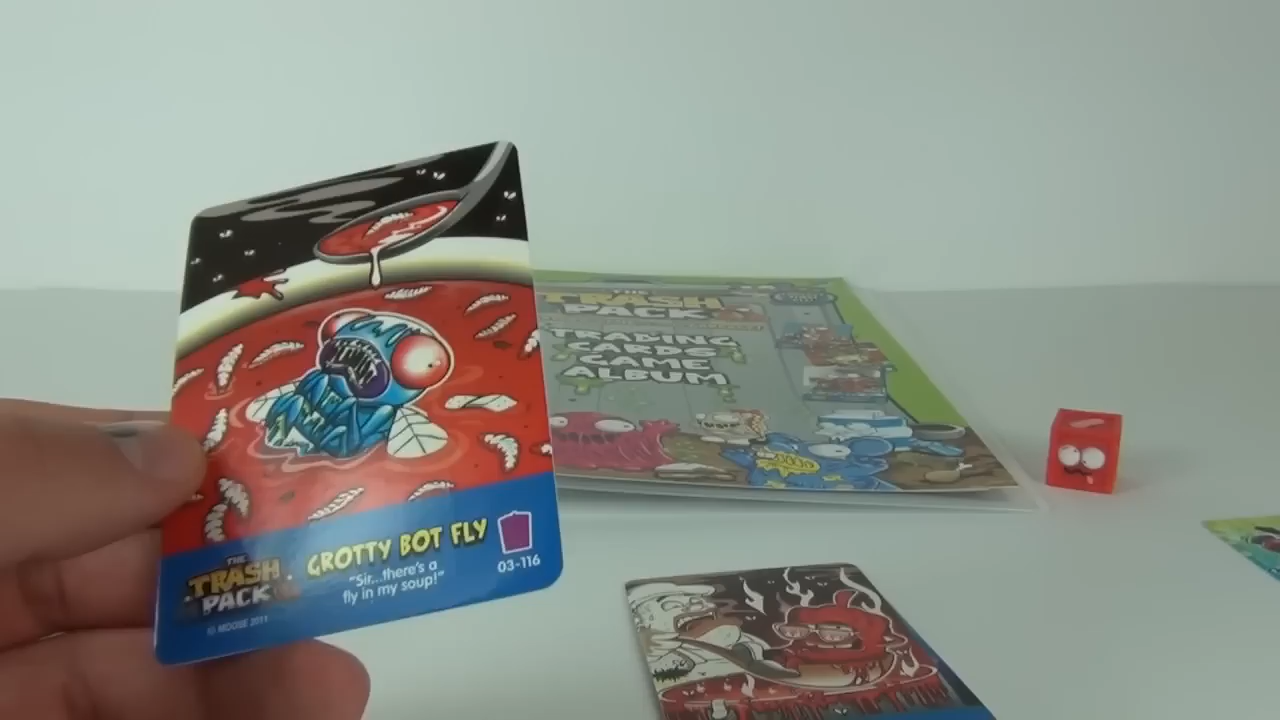 THE
TRASH
PACK
© MOOSE 2011
GROTTY BOT FLY
"Sir...there's a
fly in my soup!"
03-116
THE
TRASH
PACK
TRADING
CARDS
GAME
ALBUM